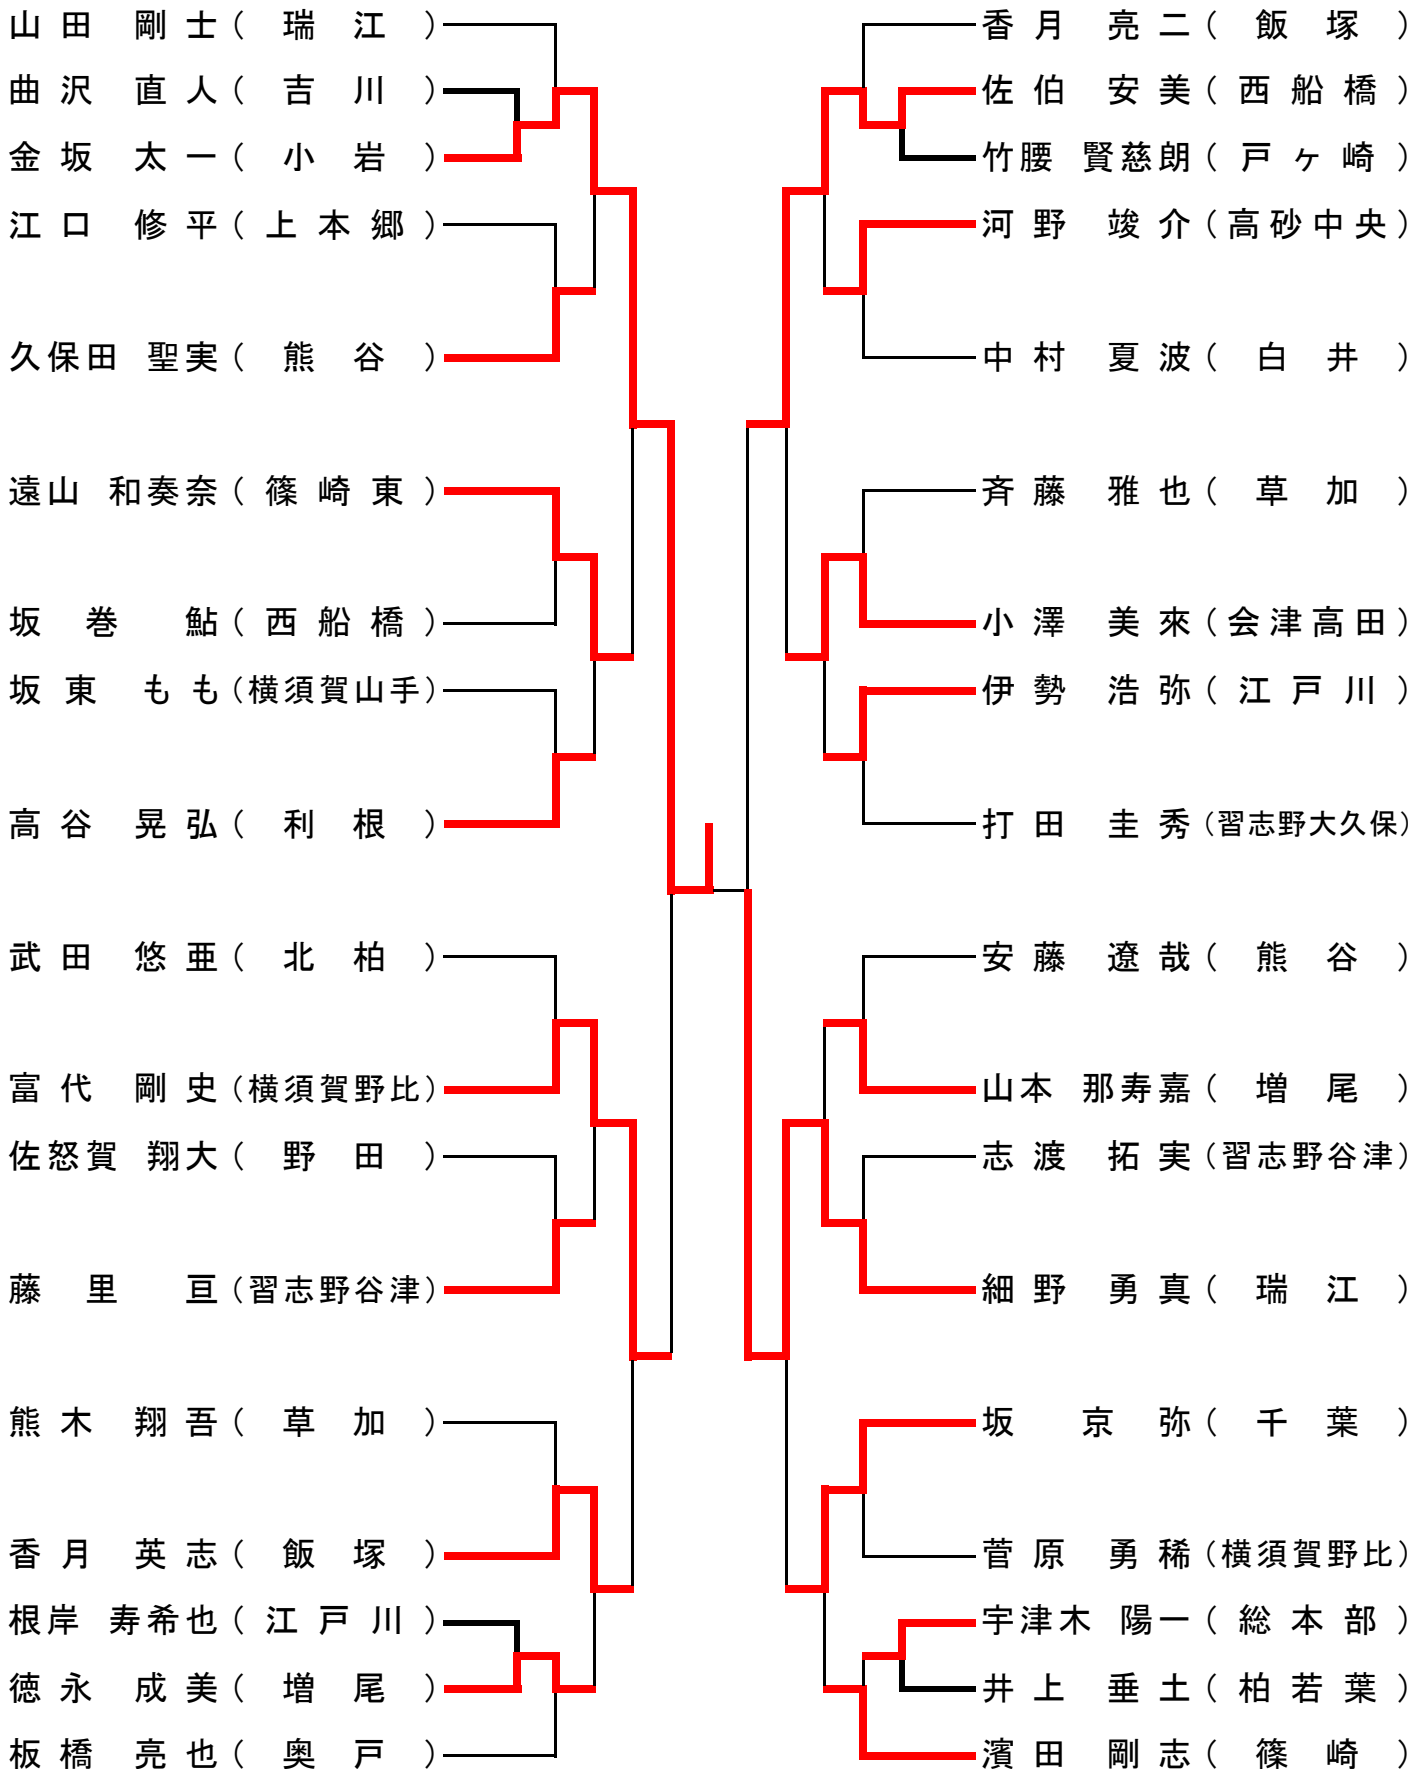 山田 剛士（瑞江）
曲沢 直人（吉川）
金坂 太一（小岩）
江口 修平（上本郷）
久保田 聖実（熊谷）
遠山 和奏奈（篠崎東）
坂巻 鮎（西船橋）
坂東 もも（横須賀山手）
高谷 晃弘（利根）
武田 悠亜（北柏）
富代 剛史（横須賀野比）
佐怒賀 翔大（野田）
藤里 亘（習志野谷津）
熊木 翔吾（草加）
香月 英志（飯塚）
根岸 寿希也（江戸川）
徳永 成美（増尾）
板橋 亮也（奥戸）
香月 亮二（飯塚）
佐伯 安美（西船橋）
竹腰 賢慈朗（戸ヶ崎）
河野 竣介（高砂中央）
中村 夏波（白井）
斉藤 雅也（草加）
小澤 美來（会津高田）
伊勢 浩弥（江戸川）
打田 圭秀（習志野大久保）
安藤 遼哉（熊谷）
山本 那寿嘉（増尾）
志渡 拓実（習志野谷津）
細野 勇真（瑞江）
坂 京弥（千葉）
菅原 勇稀（横須賀野比）
宇津木 陽一（総本部）
井上 垂土（柏若葉）
濱田 剛志（篠崎）